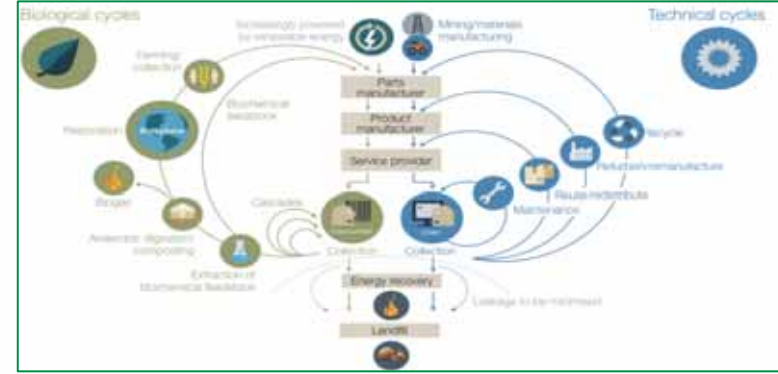 Biological cycles
Increasingly powered
by renewable energy
Mining/materials
manufacturing
Technical cycles
Farming/
collection
Parts
manufacturer
Biochemical
feedstock
Product
manufacturer
Recycle
Restoration
Biosphere
Service provider
Refurbish/remanufacture
Reuse/redistribute
Biogas
Cascades
Maintenance
Anaerobic digestion/
composting
Collection
Collection
Extraction of
biochemical feedstock
Energy recovery
Leakage to be minimised
Landfill